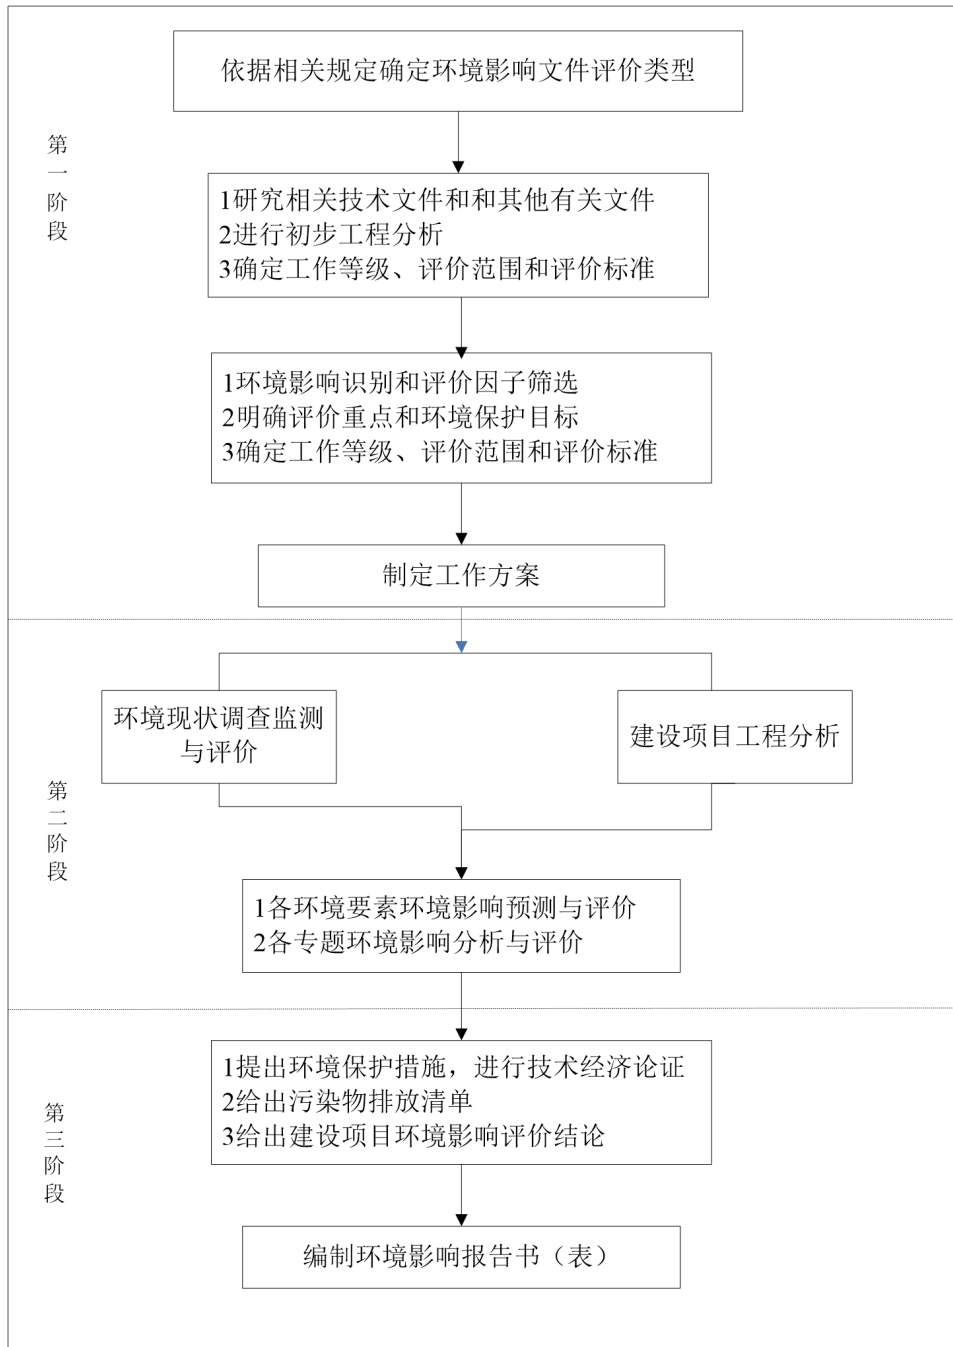 依据相关规定确定环境影响文件评价类型
第一阶段
1研究相关技术文件和和其他有关文件
2进行初步工程分析
3确定工作等级、评价范围和评价标准
1环境影响识别和评价因子筛选
2明确评价重点和环境保护目标
3确定工作等级、评价范围和评价标准
制定工作方案
环境现状调查监测
与评价
建设项目工程分析
第二阶段
1各环境要素环境影响预测与评价
2各专题环境影响分析与评价
第三阶段
1提出环境保护措施，进行技术经济论证
2给出污染物排放清单
3给出建设项目环境影响评价结论
编制环境影响报告书（表）